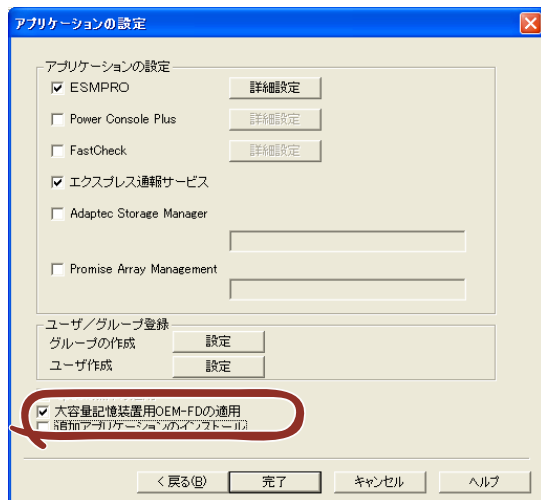 アプリケーションの設定
アプリケーションの設定
ESMPRO 詳細設定
Power Console Plus 詳細設定
FastCheck 詳細設定
エクスプレス通報サービス
Adaptec Storage Manager
Promise Array Management
ユーザ／グループ登録
グループの作成 設定
ユーザ作成 設定
大容量記憶装置用OEM-FDの適用
追加アプリケーションのインストール
< 戻る(B) 完了 キャンセル ヘルプ